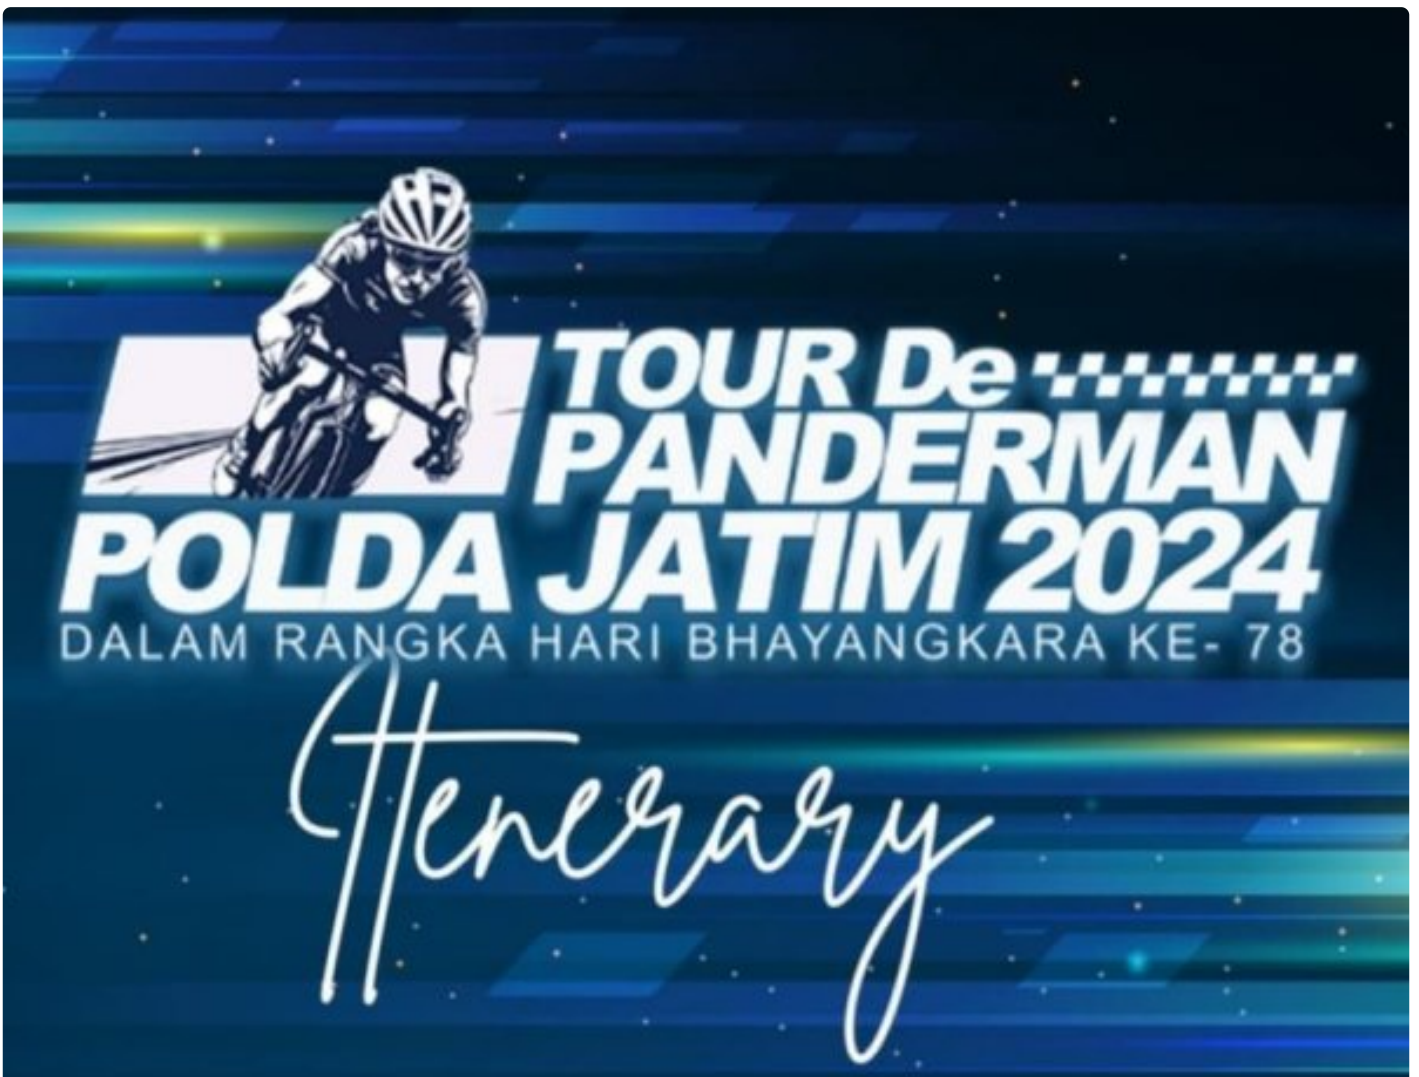 TOUR De
PANDERMAN
POLDA JATIM 2024
DALAM RANGKA HARI BHAYANGKARA KE- 78
Itenerary